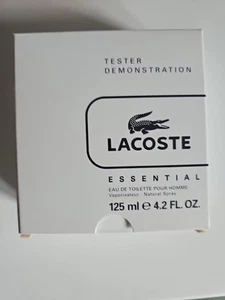 TESTER
DEMONSTRATION
LACOSTE
ESSENTIAL
EAU DE TOILETTE POUR HOMME
Vaporisateur - Natural Spray
125 ml e 4.2 FL. OZ.